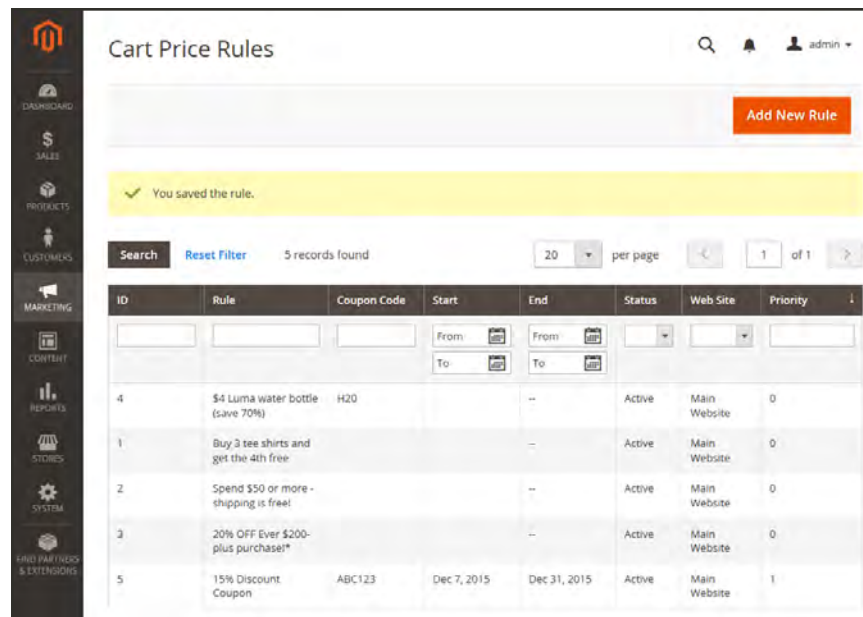 Cart Price Rules
admin
DASHBOARD
SALES
PRODUCTS
CUSTOMERS
MARKETING
CONTENT
REPORTS
STORES
SYSTEM
FIND PARTNERS
& EXTENSIONS
Add New Rule
You saved the rule.
Search Reset Filter 5 records found 20 per page 1 of 1
ID Rule Coupon Code Start End Status Web Site Priority
From From
To To
4 $4 Luma water bottle H20 -- Active Main 0
(save 70%) Website
1 Buy 3 tee shirts and -- Active Main 0
get the 4th free Website
2 Spend $50 or more - -- Active Main 0
shipping is free! Website
3 20% OFF Ever $200- -- Active Main 0
plus purchase!* Website
5 15% Discount ABC123 Dec 7, 2015 Dec 31, 2015 Active Main 1
Coupon Website